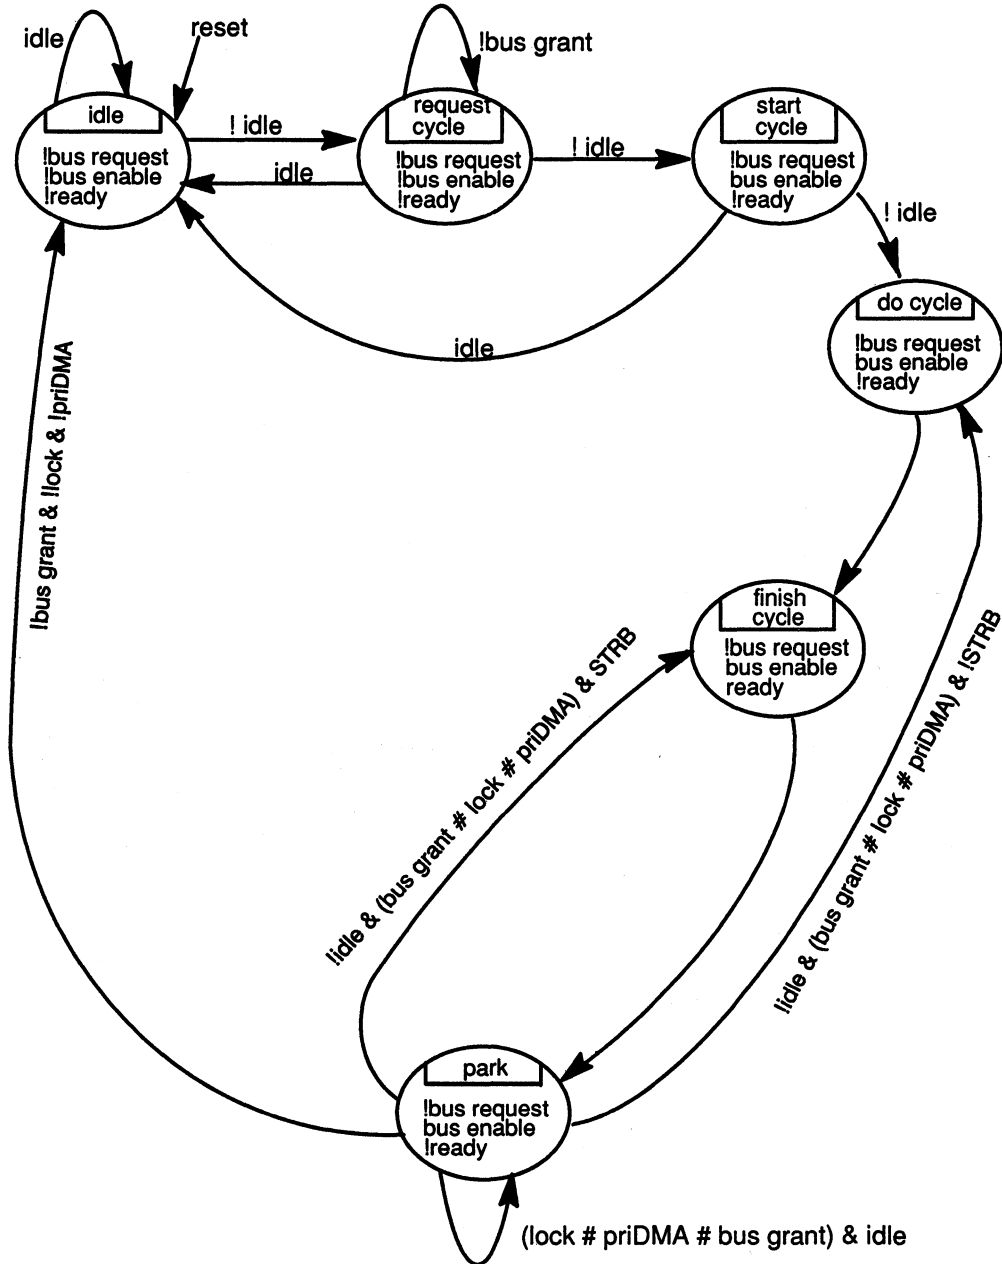 idle
reset
!bus grant
idle
!bus request
!bus enable
!ready
! idle
idle
request
cycle
!bus request
!bus enable
!ready
! idle
start
cycle
!bus request
bus enable
!ready
! idle
idle
do cycle
!bus request
bus enable
!ready
!bus grant & !lock & !priDMA
finish
cycle
!bus request
bus enable
ready
!idle & (bus grant # lock # priDMA) & STRB
!idle & (bus grant # lock # priDMA) & !STRB
park
!bus request
bus enable
!ready
(lock # priDMA # bus grant) & idle